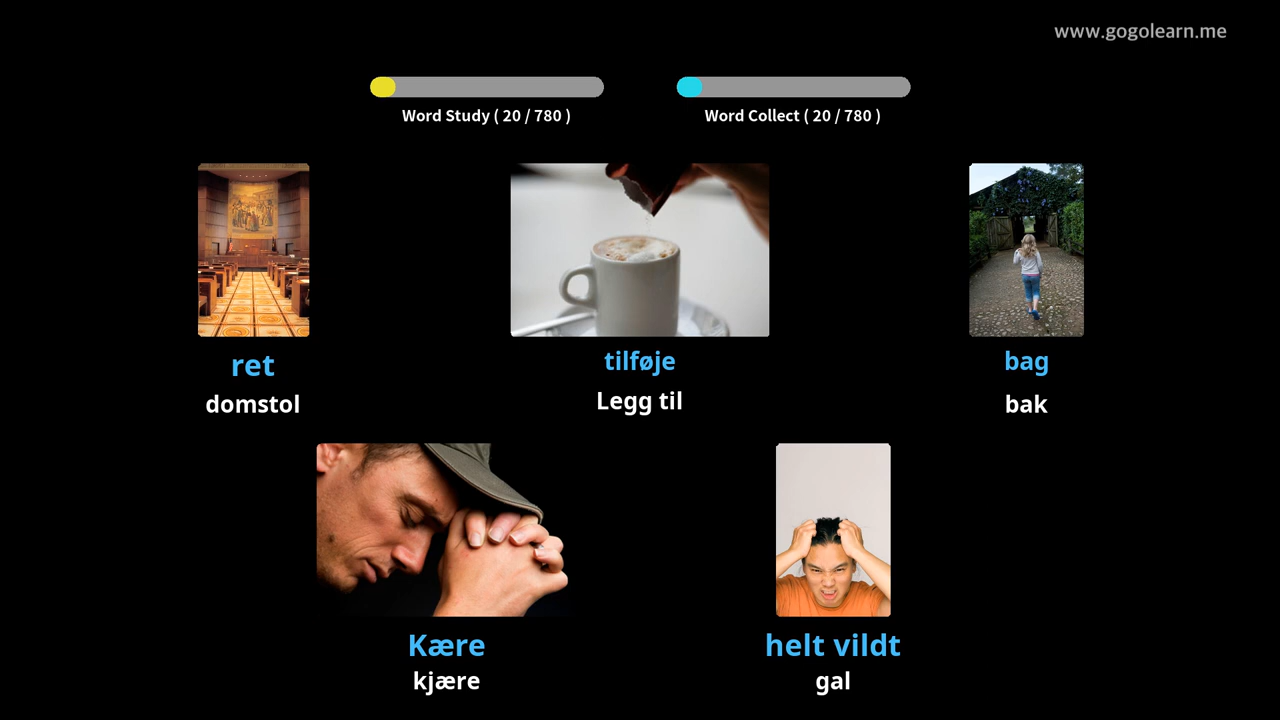 www.gogolearn.me
Word Study ( 20 / 780 )
Word Collect ( 20 / 780 )
ret
domstol
tilføje
Legg til
bag
bak
Kære
kjære
helt vildt
gal